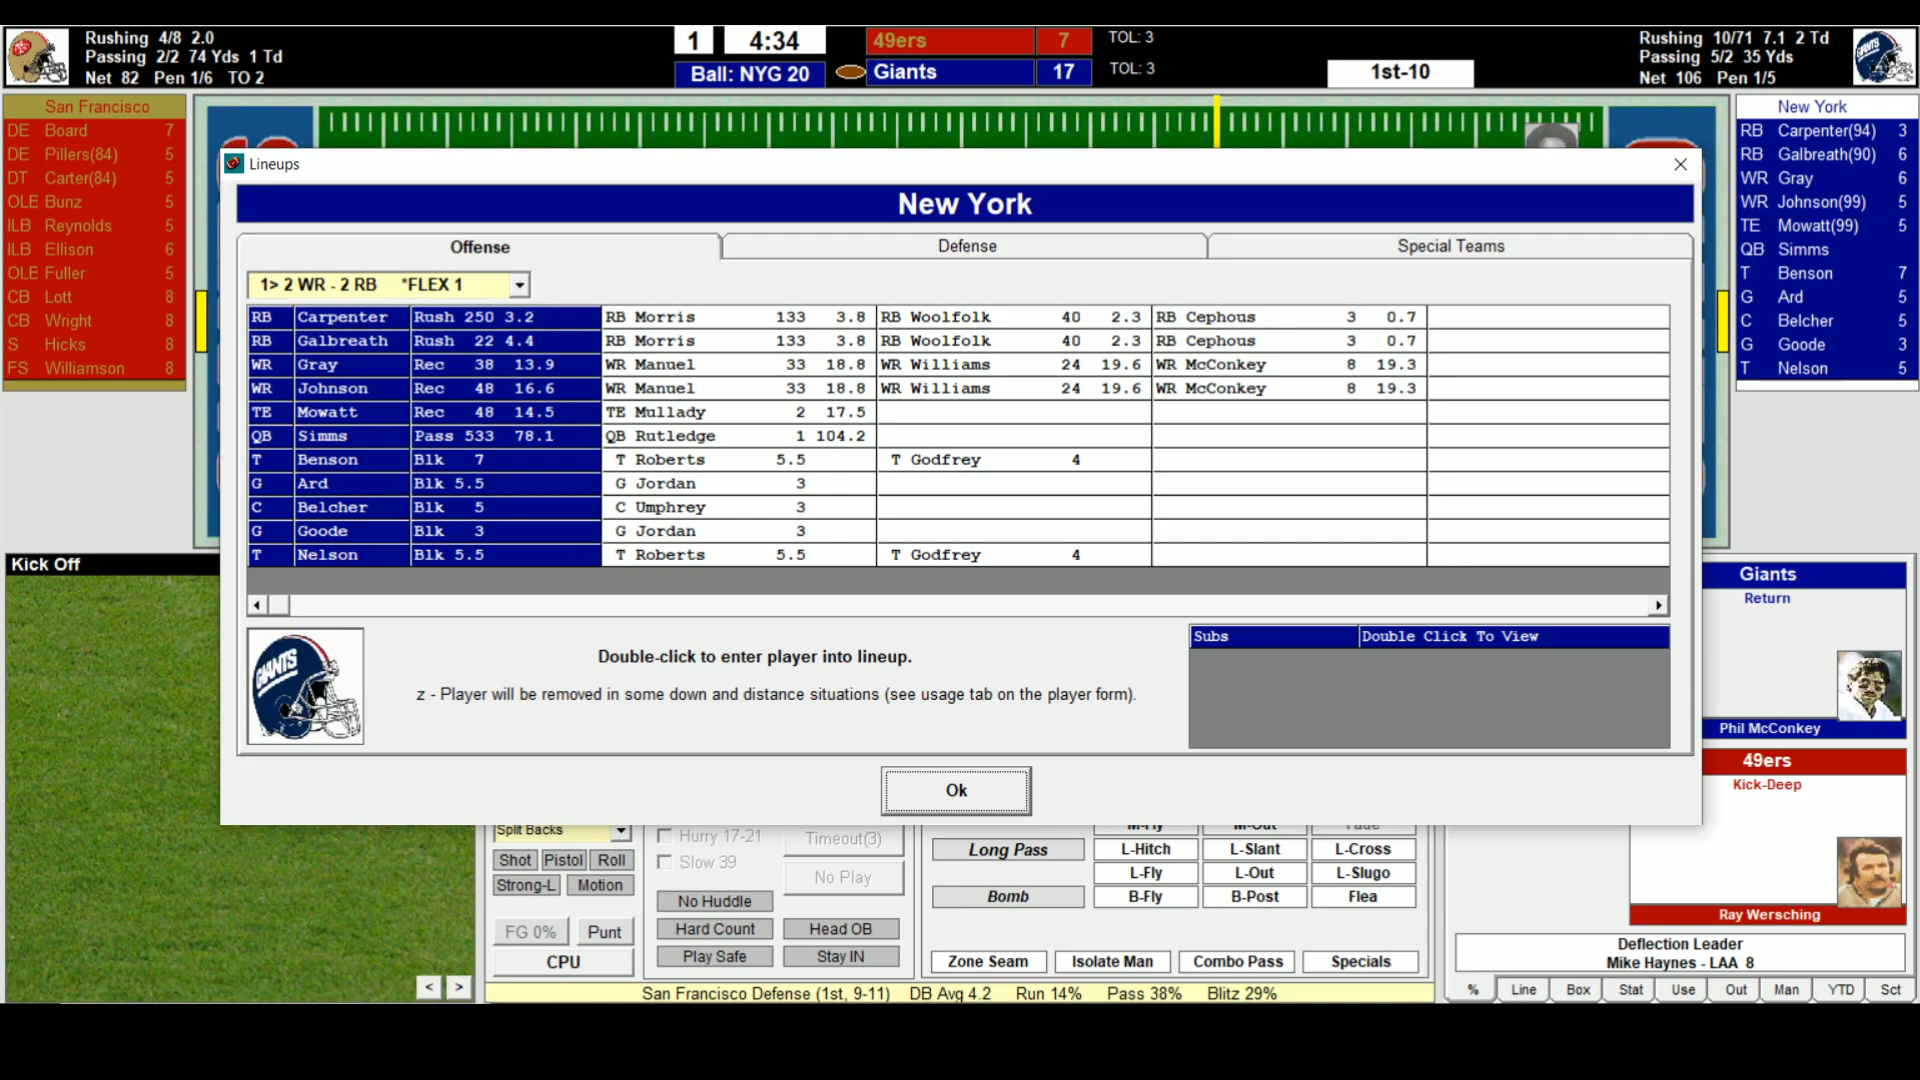 Rushing 4/8 2.0
Passing 2/2 74 Yds 1 Td
Net 82 Pen 1/6 TO 2
1 4:34
Ball: NYG 20
49ers 7 TOL: 3
Giants 17 TOL: 3
1st-10
Rushing 10/71 7.1 2 Td
Passing 5/2 35 Yds
Net 106 Pen 1/5
San Francisco
DE Board 7
DE Pillers(84) 5
DT Carter(84) 5
OLE Bunz 5
ILB Reynolds 5
ILB Ellison 6
OLE Fuller 5
CB Lott 8
CB Wright 8
S Hicks 8
FS Williamson 8
New York
RB Carpenter(94) 3
RB Galbreath(90) 6
WR Gray 6
WR Johnson(99) 5
TE Mowatt(99) 5
QB Simms
T Benson 7
G Ard 5
C Belcher 5
G Goode 3
T Nelson 5
Lineups
New York
Offense Defense Special Teams
1> 2 WR - 2 RB *FLEX 1
RB Carpenter Rush 250 3.2 RB Morris 133 3.8 RB Woolfolk 40 2.3 RB Cephous 3 0.7
RB Galbreath Rush 22 4.4 RB Morris 133 3.8 RB Woolfolk 40 2.3 RB Cephous 3 0.7
WR Gray Rec 38 13.9 WR Manuel 33 18.8 WR Williams 24 19.6 WR McConkey 8 19.3
WR Johnson Rec 48 16.6 WR Manuel 33 18.8 WR Williams 24 19.6 WR McConkey 8 19.3
TE Mowatt Rec 48 14.5 TE Mullady 2 17.5
QB Simms Pass 533 78.1 QB Rutledge 1 104.2
T Benson Blk 7 T Roberts 5.5 T Godfrey 4
G Ard Blk 5.5 G Jordan 3
C Belcher Blk 5 C Umphrey 3
G Goode Blk 3 G Jordan 3
T Nelson Blk 5.5 T Roberts 5.5 T Godfrey 4
GIANTS
Double-click to enter player into lineup.
z - Player will be removed in some down and distance situations (see usage tab on the player form).
Subs Double Click To View
Ok
Kick Off
< >
Split Backs
Shot Pistol Roll
Strong-L Motion
FG 0% Punt
CPU
Hurry 17-21
Slow 39
Timeout(3)
No Play
No Huddle
Hard Count Head OB
Play Safe Stay IN
M-Fly M-Out Fade
Long Pass L-Hitch L-Slant L-Cross
L-Fly L-Out L-Slugo
Bomb B-Fly B-Post Flea
Zone Seam Isolate Man Combo Pass Specials
San Francisco Defense (1st, 9-11) DB Avg 4.2 Run 14% Pass 38% Blitz 29%
Giants
Return
Phil McConkey
49ers
Kick-Deep
Ray Wersching
Deflection Leader
Mike Haynes - LAA 8
% Line Box Stat Use Out Man YTD Sct